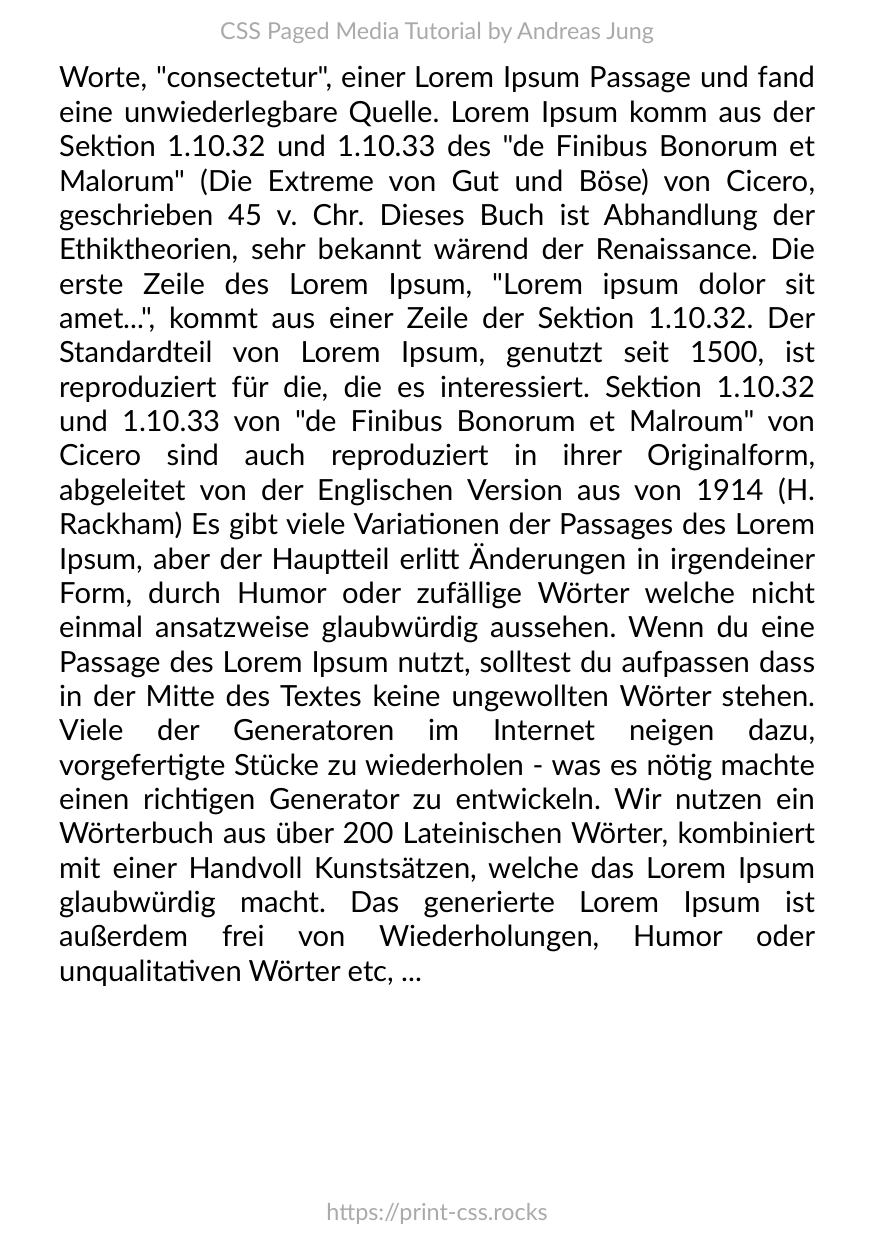 CSS Paged Media Tutorial by Andreas Jung
Worte, "consectetur", einer Lorem Ipsum Passage und fand
eine unwiederlegbare Quelle. Lorem Ipsum komm aus der
Sektion 1.10.32 und 1.10.33 des "de Finibus Bonorum et
Malorum" (Die Extreme von Gut und Böse) von Cicero,
geschrieben 45 v. Chr. Dieses Buch ist Abhandlung der
Ethiktheorien, sehr bekannt wärend der Renaissance. Die
erste Zeile des Lorem Ipsum, "Lorem ipsum dolor sit
amet...", kommt aus einer Zeile der Sektion 1.10.32. Der
Standardteil von Lorem Ipsum, genutzt seit 1500, ist
reproduziert für die, die es interessiert. Sektion 1.10.32
und 1.10.33 von "de Finibus Bonorum et Malroum" von
Cicero sind auch reproduziert in ihrer Originalform,
abgeleitet von der Englischen Version aus von 1914 (H.
Rackham) Es gibt viele Variationen der Passages des Lorem
Ipsum, aber der Hauptteil erlitt Änderungen in irgendeiner
Form, durch Humor oder zufällige Wörter welche nicht
einmal ansatzweise glaubwürdig aussehen. Wenn du eine
Passage des Lorem Ipsum nutzt, solltest du aufpassen dass
in der Mitte des Textes keine ungewollten Wörter stehen.
Viele der Generatoren im Internet neigen dazu,
vorgefertigte Stücke zu wiederholen - was es nötig machte
einen richtigen Generator zu entwickeln. Wir nutzen ein
Wörterbuch aus über 200 Lateinischen Wörter, kombiniert
mit einer Handvoll Kunstsätzen, welche das Lorem Ipsum
glaubwürdig macht. Das generierte Lorem Ipsum ist
außerdem frei von Wiederholungen, Humor oder
unqualitativen Wörter etc, ...
https://print-css.rocks